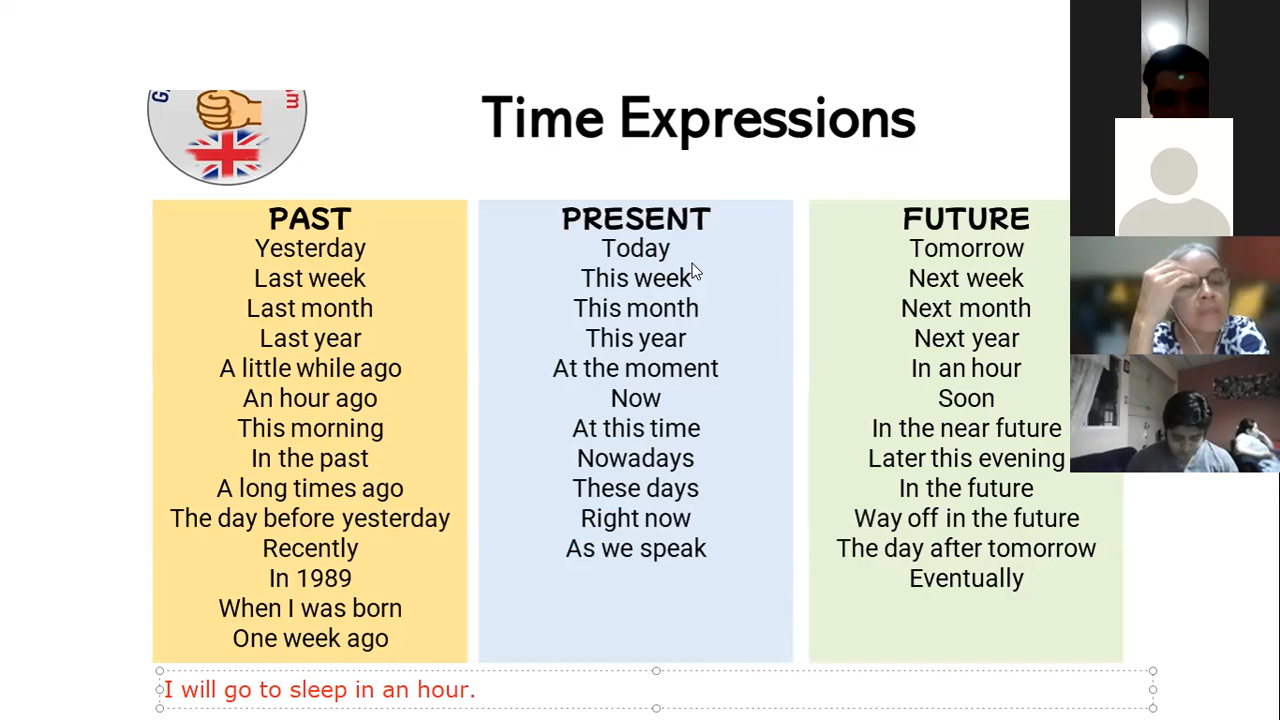 Time Expressions
PAST
Yesterday
Last week
Last month
Last year
A little while ago
An hour ago
This morning
In the past
A long times ago
The day before yesterday
Recently
In 1989
When I was born
One week ago
PRESENT
Today
This week
This month
This year
At the moment
Now
At this time
Nowadays
These days
Right now
As we speak
FUTURE
Tomorrow
Next week
Next month
Next year
In an hour
Soon
In the near future
Later this evening
In the future
Way off in the future
The day after tomorrow
Eventually
I will go to sleep in an hour.